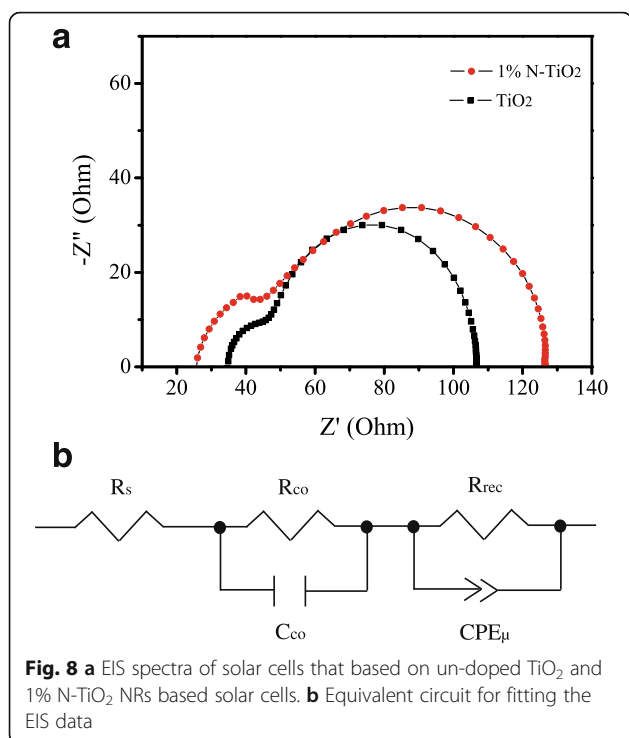 a
60
40
20
0
-Z'' (Ohm)
1% N-TiO2
TiO2
20 40 60 80 100 120 140
Z' (Ohm)
b
Rs Rco Rrec
Cco CPEμ
Fig. 8 a EIS spectra of solar cells that based on un-doped TiO2 and
1% N-TiO2 NRs based solar cells. b Equivalent circuit for fitting the
EIS data